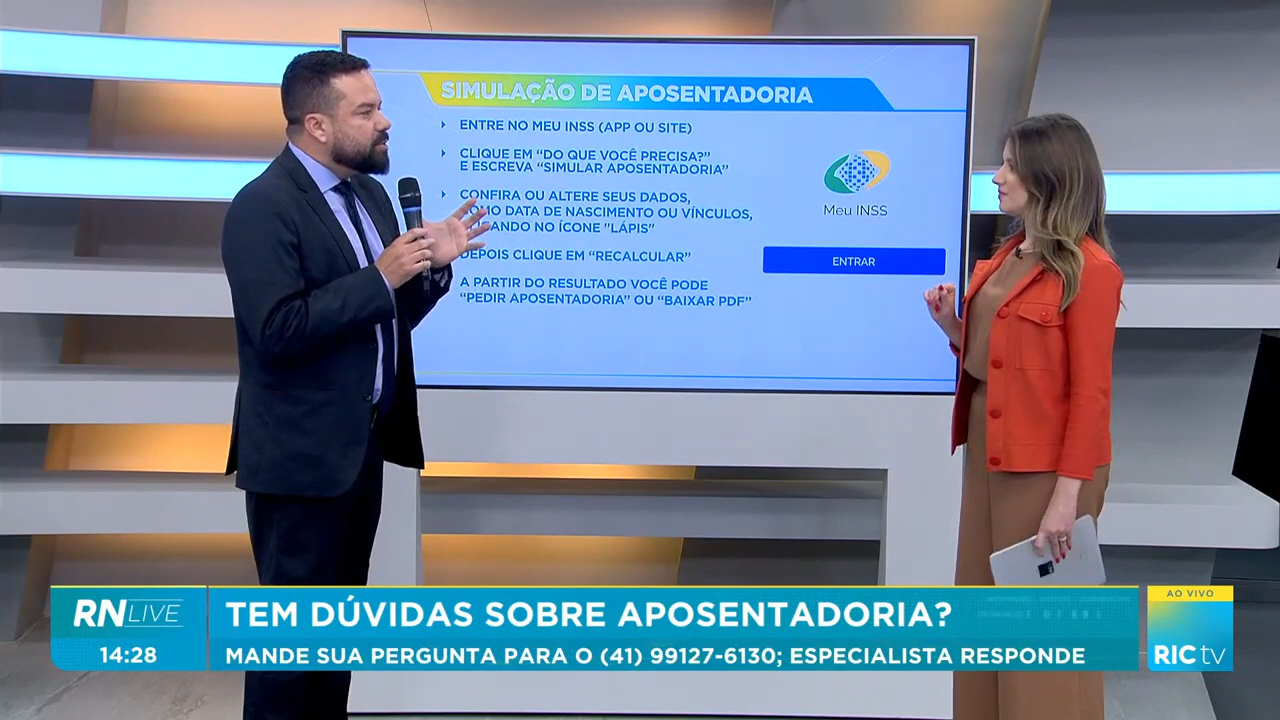 SIMULAÇÃO DE APOSENTADORIA
ENTRE NO MEU INSS (APP OU SITE)
CLIQUE EM “DO QUE VOCÊ PRECISA?”
E ESCREVA “SIMULAR APOSENTADORIA”
CONFIRA OU ALTERE SEUS DADOS,
COMO DATA DE NASCIMENTO OU VÍNCULOS,
NO ÍCONE "LÁPIS"
DEPOIS CLIQUE EM “RECALCULAR”
A PARTIR DO RESULTADO VOCÊ PODE
“PEDIR APOSENTADORIA” OU “BAIXAR PDF”
Meu INSS
ENTRAR
RN LIVE
14:28
TEM DÚVIDAS SOBRE APOSENTADORIA?
MANDE SUA PERGUNTA PARA O (41) 99127-6130; ESPECIALISTA RESPONDE
AO VIVO
RIC tv